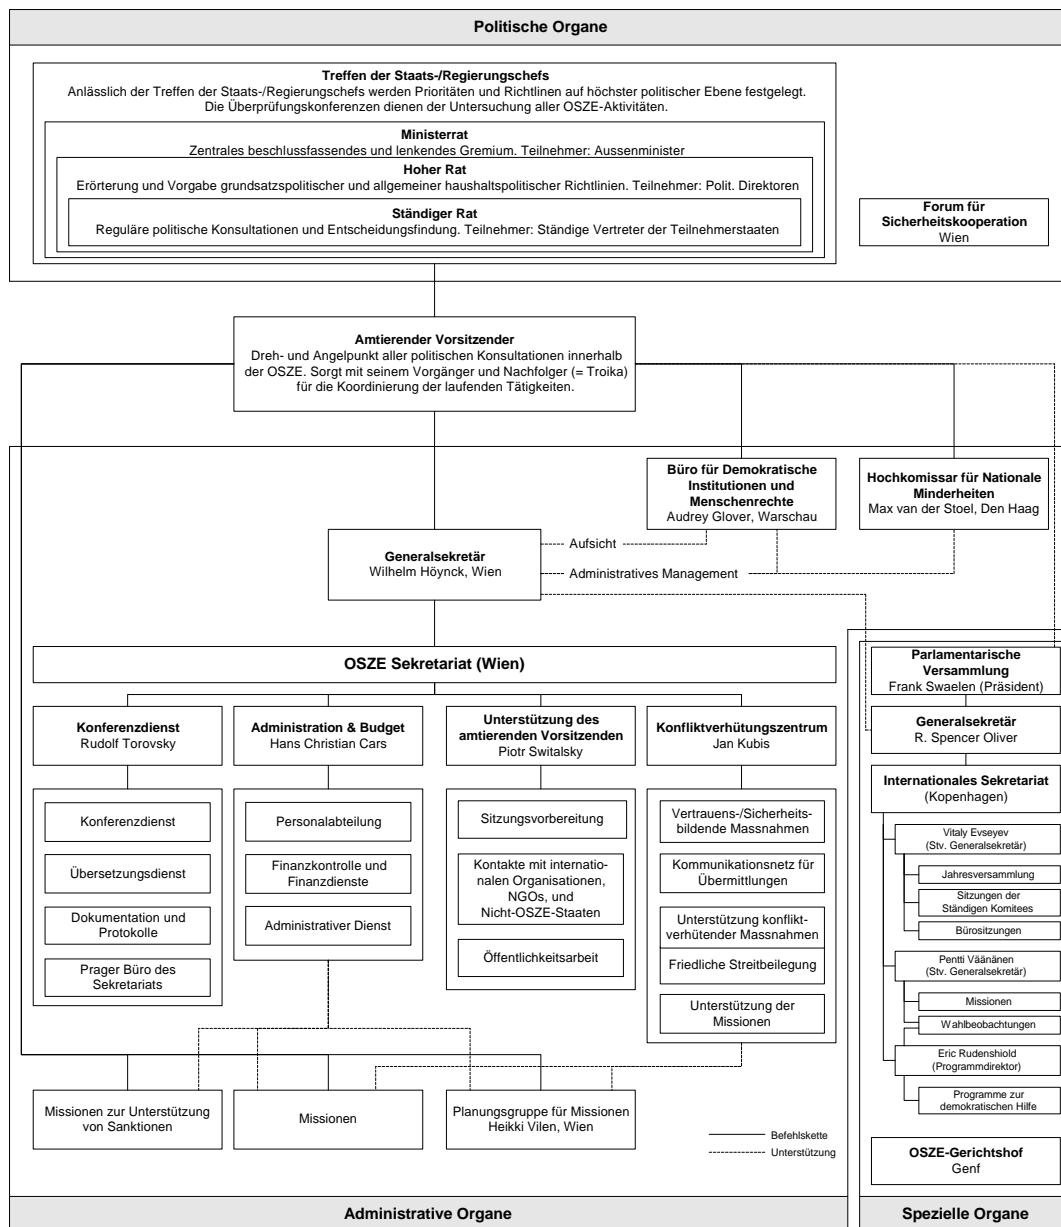 Politische Organe
Treffen der Staats-/Regierungschefs
Anlässlich der Treffen der Staats-/Regierungschefs werden Prioritäten und Richtlinen auf höchster politischer Ebene festgelegt.
Die Überprüfungskonferenzen dienen der Untersuchung aller OSZE-Aktivitäten.
Ministerrat
Zentrales beschlussfassendes und lenkendes Gremium. Teilnehmer: Aussenminister
Hoher Rat
Erörterung und Vorgabe grundsatzspolitischer und allgemeiner haushaltspolitischer Richtlinien. Teilnehmer: Polit. Direktoren
Ständiger Rat
Reguläre politische Konsultationen und Entscheidungsfindung. Teilnehmer: Ständige Vertreter der Teilnehmerstaaten
Forum für
Sicherheitskooperation
Wien
Amtierender Vorsitzender
Dreh- und Angelpunkt aller politischen Konsultationen innerhalb
der OSZE. Sorgt mit seinem Vorgänger und Nachfolger (= Troika)
für die Koordinierung der laufenden Tätigkeiten.
Büro für Demokratische
Institutionen und
Menschenrechte
Audrey Glover, Warschau
Hochkomissar für Nationale
Minderheiten
Max van der Stoel, Den Haag
Generalsekretär
Wilhelm Höynck, Wien
Aufsicht
Administratives Management
OSZE Sekretariat (Wien)
Konferenzdienst
Rudolf Torovsky
Administration & Budget
Hans Christian Cars
Unterstützung des
amtierenden Vorsitzenden
Piotr Switalsky
Konfliktverhütungszentrum
Jan Kubis
Konferenzdienst
Übersetzungsdienst
Dokumentation und
Protokolle
Prager Büro des
Sekretariats
Personalabteilung
Finanzkontrolle und
Finanzdienste
Administrativer Dienst
Sitzungsvorbereitung
Kontakte mit internatio-
nalen Organisationen,
NGOs, und
Nicht-OSZE-Staaten
Öffentlichkeitsarbeit
Vertrauens-/Sicherheits-
bildende Massnahmen
Kommunikationsnetz für
Übermittlungen
Unterstützung konflikt-
verhütender Massnahmen
Friedliche Streitbeilegung
Unterstützung der
Missionen
Missionen zur Unterstützung
von Sanktionen
Missionen
Planungsgruppe für Missionen
Heikki Vilen, Wien
Befehlskette
Unterstützung
Administrative Organe
Parlamentarische
Versammlung
Frank Swaelen (Präsident)
Generalsekretär
R. Spencer Oliver
Internationales Sekretariat
(Kopenhagen)
Vitaly Evseyev
(Stv. Generalsekretär)
Jahresversammlung
Sitzungen der
Ständigen Komitees
Bürositzungen
Pentti Väänänen
(Stv. Generalsekretär)
Missionen
Wahlbeobachtungen
Eric Rudenshiold
(Programmdirektor)
Programme zur
demokratischen Hilfe
OSZE-Gerichtshof
Genf
Spezielle Organe